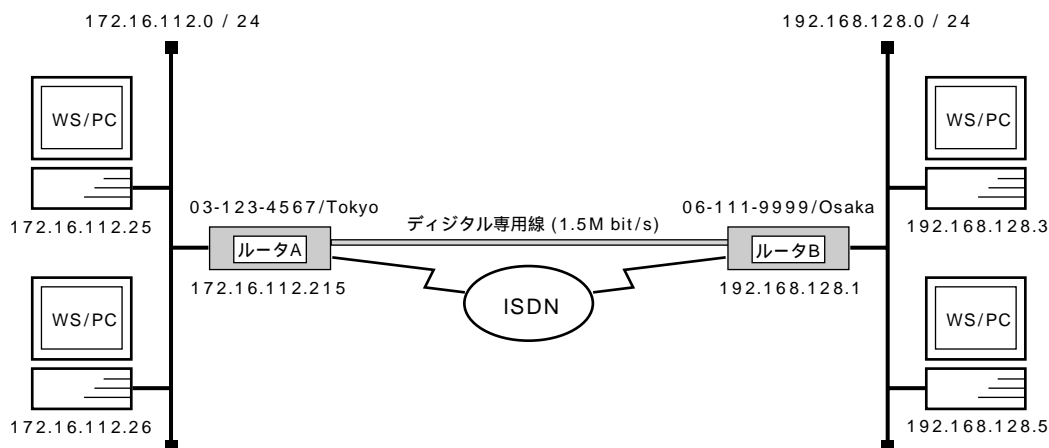 172.16.112.0 / 24
192.168.128.0 / 24
WS/PC
WS/PC
172.16.112.25
192.168.128.3
03-123-4567/Tokyo
ディジタル専用線 (1.5M bit/s)
06-111-9999/Osaka
ルータA
ルータB
172.16.112.215
192.168.128.1
ISDN
WS/PC
WS/PC
172.16.112.26
192.168.128.5